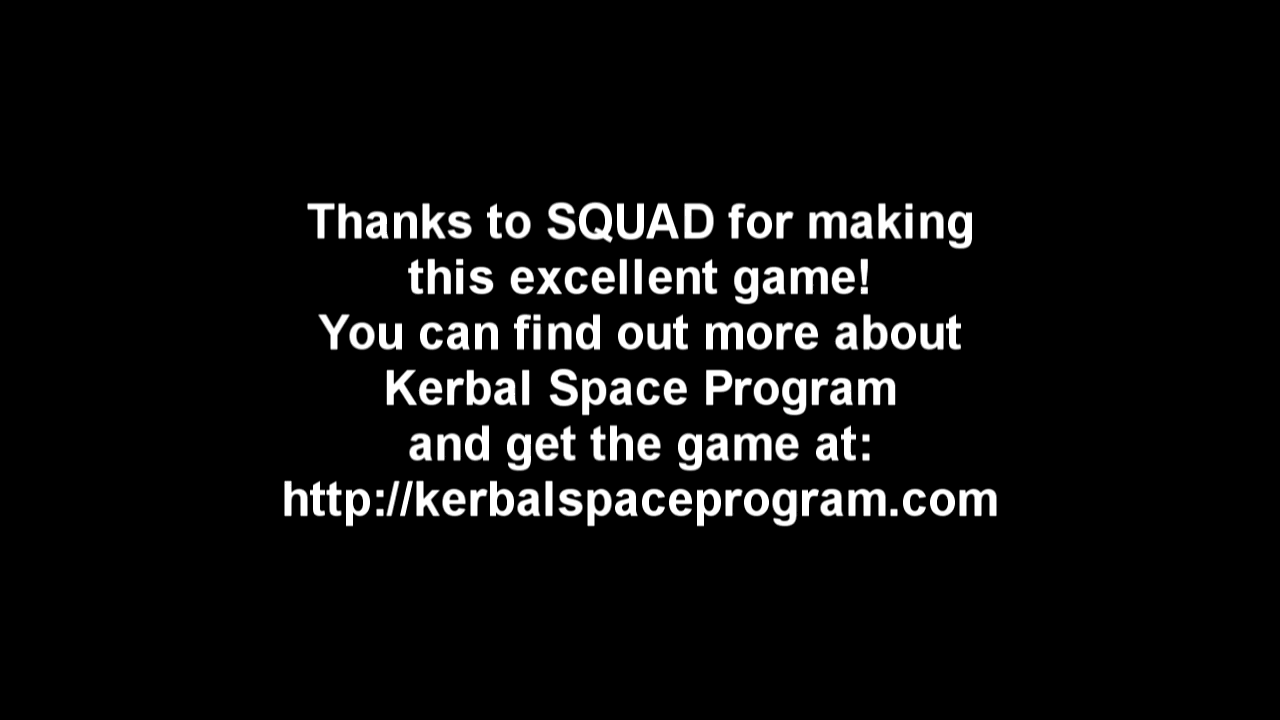 Thanks to SQUAD for making
this excellent game!
You can find out more about
Kerbal Space Program
and get the game at:
http://kerbalspaceprogram.com